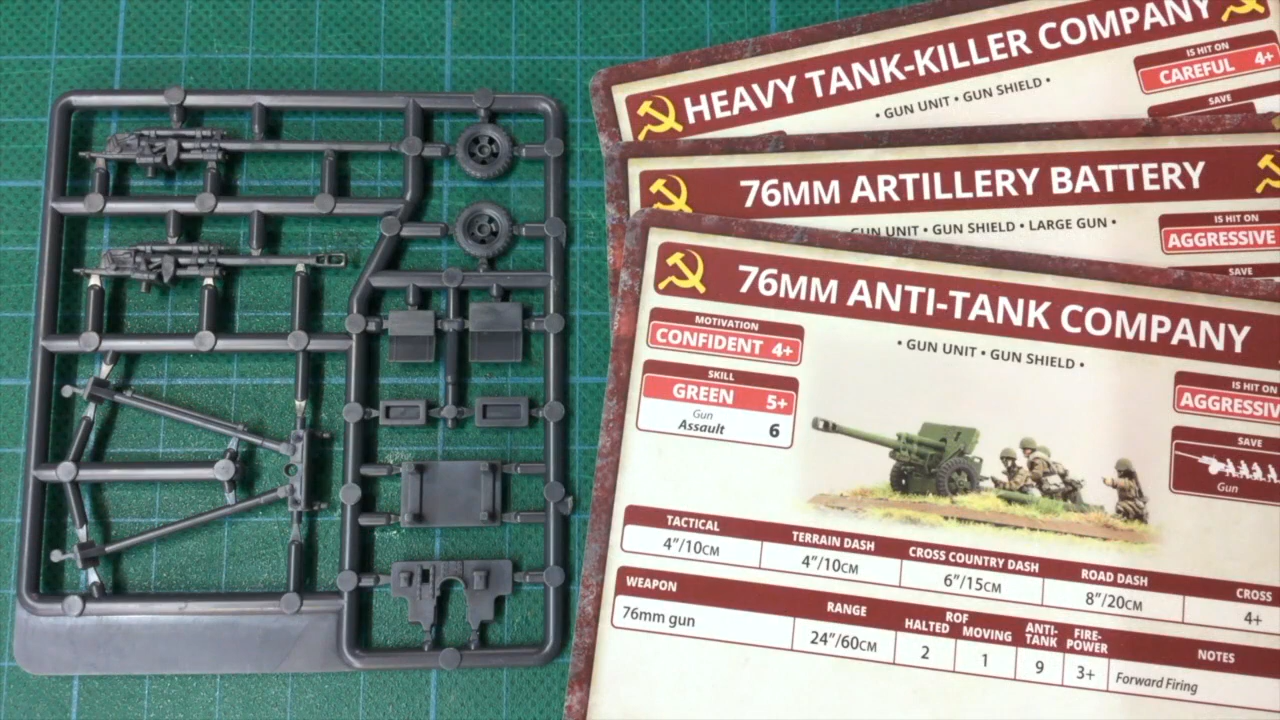 HEAVY TANK-KILLER COMPANY
• GUN UNIT • GUN SHIELD •
IS HIT ON
CAREFUL 4+
SAVE
76MM ARTILLERY BATTERY
GUN UNIT • GUN SHIELD • LARGE GUN •
IS HIT ON
AGGRESSIVE
SAVE
76MM ANTI-TANK COMPANY
• GUN UNIT • GUN SHIELD •
MOTIVATION
CONFIDENT 4+
SKILL
GREEN 5+
Gun
Assault 6
IS HIT ON
AGGRESSIV
SAVE
Gun
TACTICAL TERRAIN DASH CROSS COUNTRY DASH ROAD DASH CROSS
4"/10CM 4"/10CM 6"/15CM 8"/20CM 4+
WEAPON RANGE ROF HALTED MOVING ANTI-TANK FIRE-POWER NOTES
76mm gun 24"/60CM 2 1 9 3+ Forward Firing